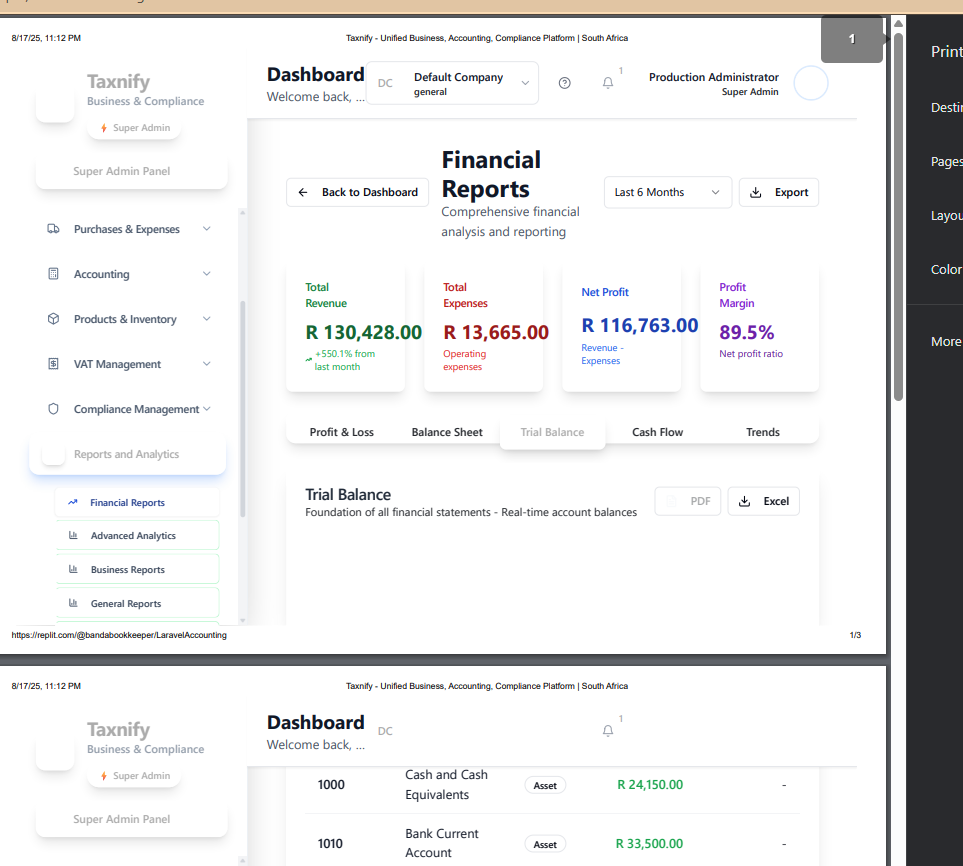 1
8/17/25, 11:12 PM
Taxnify - Unified Business, Accounting, Compliance Platform | South Africa
Taxnify
Business & Compliance
Super Admin
Super Admin Panel
Dashboard
Welcome back, ...
DC
Default Company
general
1
Production Administrator
Super Admin
Purchases & Expenses
Accounting
Products & Inventory
VAT Management
Compliance Management
Reports and Analytics
Financial Reports
Advanced Analytics
Business Reports
General Reports
Back to Dashboard
Financial
Reports
Comprehensive financial
analysis and reporting
Last 6 Months
Export
Total
Revenue
R 130,428.00
+550.1% from
last month
Total
Expenses
R 13,665.00
Operating
expenses
Net Profit
R 116,763.00
Revenue -
Expenses
Profit
Margin
89.5%
Net profit ratio
Profit & Loss
Balance Sheet
Trial Balance
Cash Flow
Trends
Trial Balance
Foundation of all financial statements - Real-time account balances
PDF
Excel
https://replit.com/@bandabookkeeper/LaravelAccounting
1/3
8/17/25, 11:12 PM
Taxnify - Unified Business, Accounting, Compliance Platform | South Africa
Taxnify
Business & Compliance
Super Admin
Super Admin Panel
Dashboard
Welcome back, ...
DC
1
1000 Cash and Cash Equivalents Asset R 24,150.00 -
1010 Bank Current Account Asset R 33,500.00 -
Print
Pages
Color
More